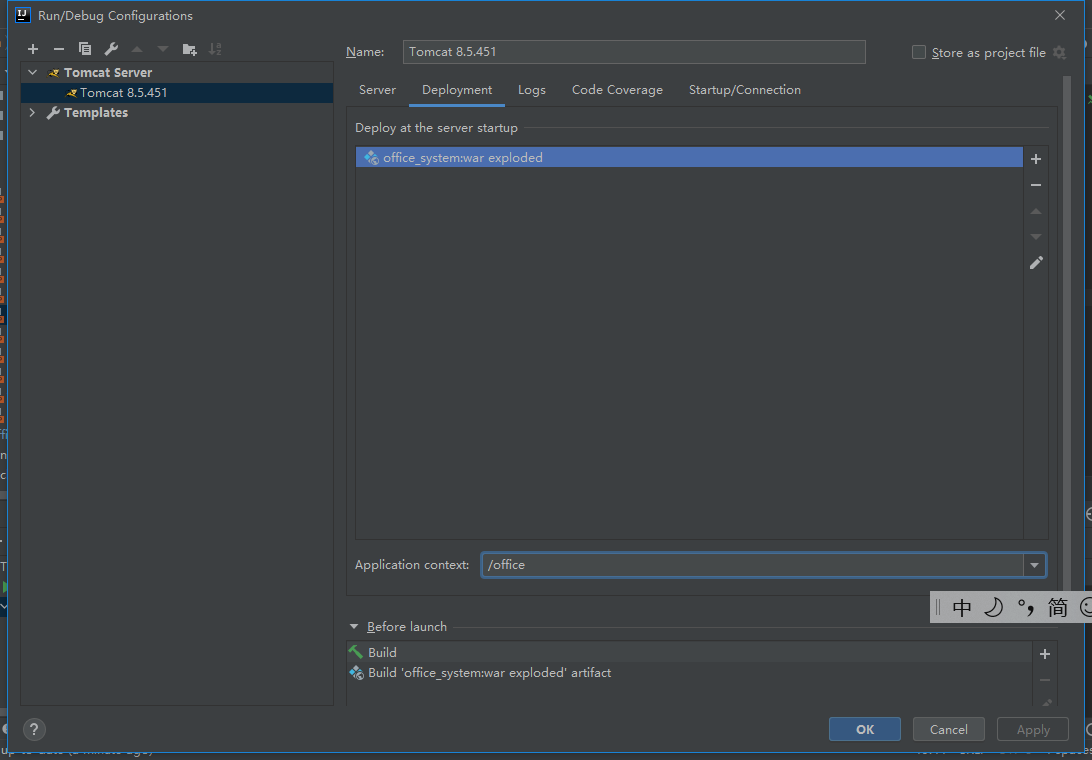 Run/Debug Configurations
Name: Tomcat 8.5.451 Store as project file
Tomcat Server
Tomcat 8.5.451
Templates
Server Deployment Logs Code Coverage Startup/Connection
Deploy at the server startup
office_system:war exploded
Application context: /office
中 °, 简
Before launch
Build
Build 'office_system:war exploded' artifact
? OK Cancel Apply